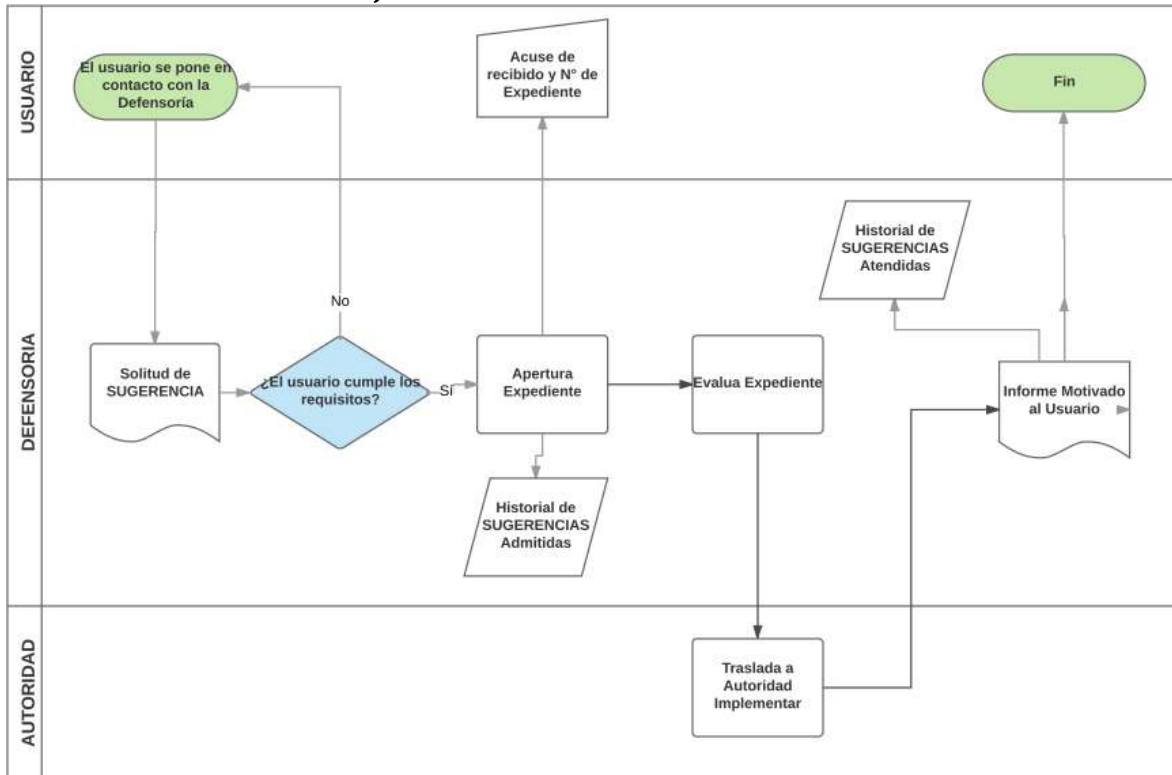 USUARIO
El usuario se pone en
contacto con la
Defensoría
Acuse de
recibido y N° de
Expediente
Fin
DEFENSORIA
Historial de
SUGERENCIAS
Atendidas
No
Solitud de
SUGERENCIA
¿El usuario cumple los
requisitos?
Sí
Apertura
Expediente
Evalua Expediente
Informe Motivado
al Usuario
Historial de
SUGERENCIAS
Admitidas
AUTORIDAD
Traslada a
Autoridad
Implementar